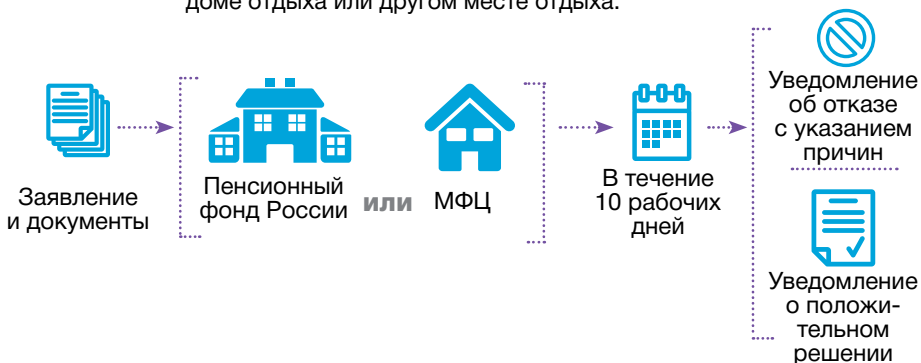 доме отдыха или другом месте отдыха.
Заявление
и документы
Пенсионный
фонд России
или
МФЦ
В течение
10 рабочих
дней
Уведомление
об отказе
с указанием
причин
Уведомление
о положи-
тельном
решении